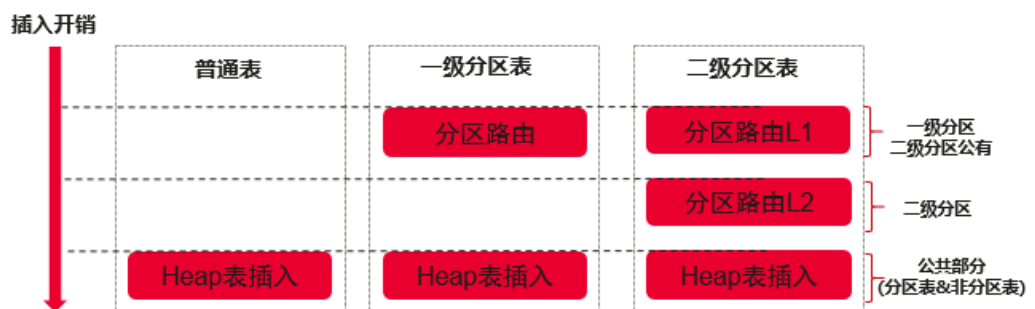 插入开销
普通表
一级分区表
二级分区表
分区路由
分区路由L1
一级分区
二级分区公有
分区路由L2
二级分区
Heap表插入
Heap表插入
Heap表插入
公共部分
(分区表&非分区表)